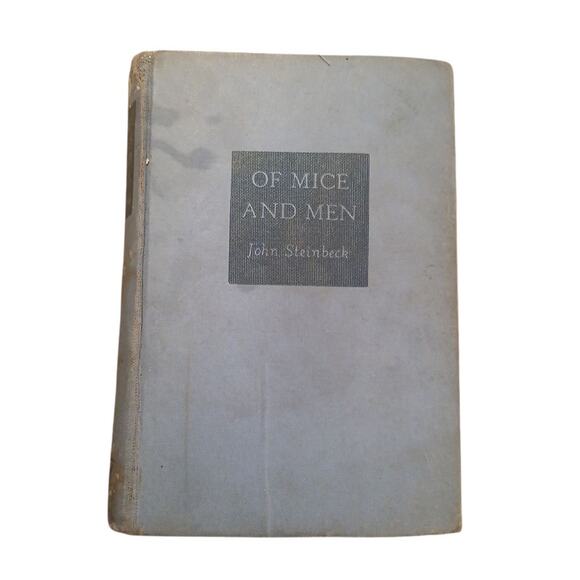 OF MICE
AND MEN
John Steinbeck